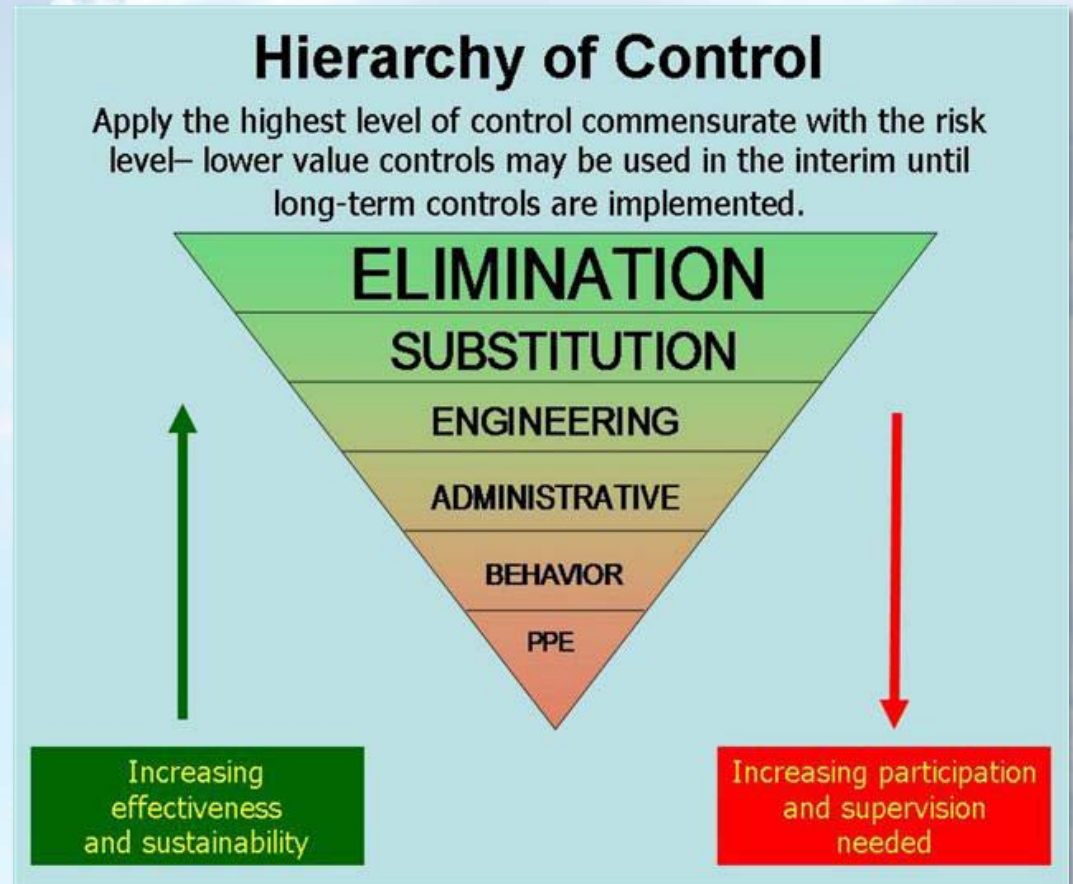 Hierarchy of Control
Apply the highest level of control commensurate with the risk
level– lower value controls may be used in the interim until
long-term controls are implemented.
ELIMINATION
SUBSTITUTION
ENGINEERING
ADMINISTRATIVE
BEHAVIOR
PPE
Increasing
effectiveness
and sustainability
Increasing participation
and supervision
needed